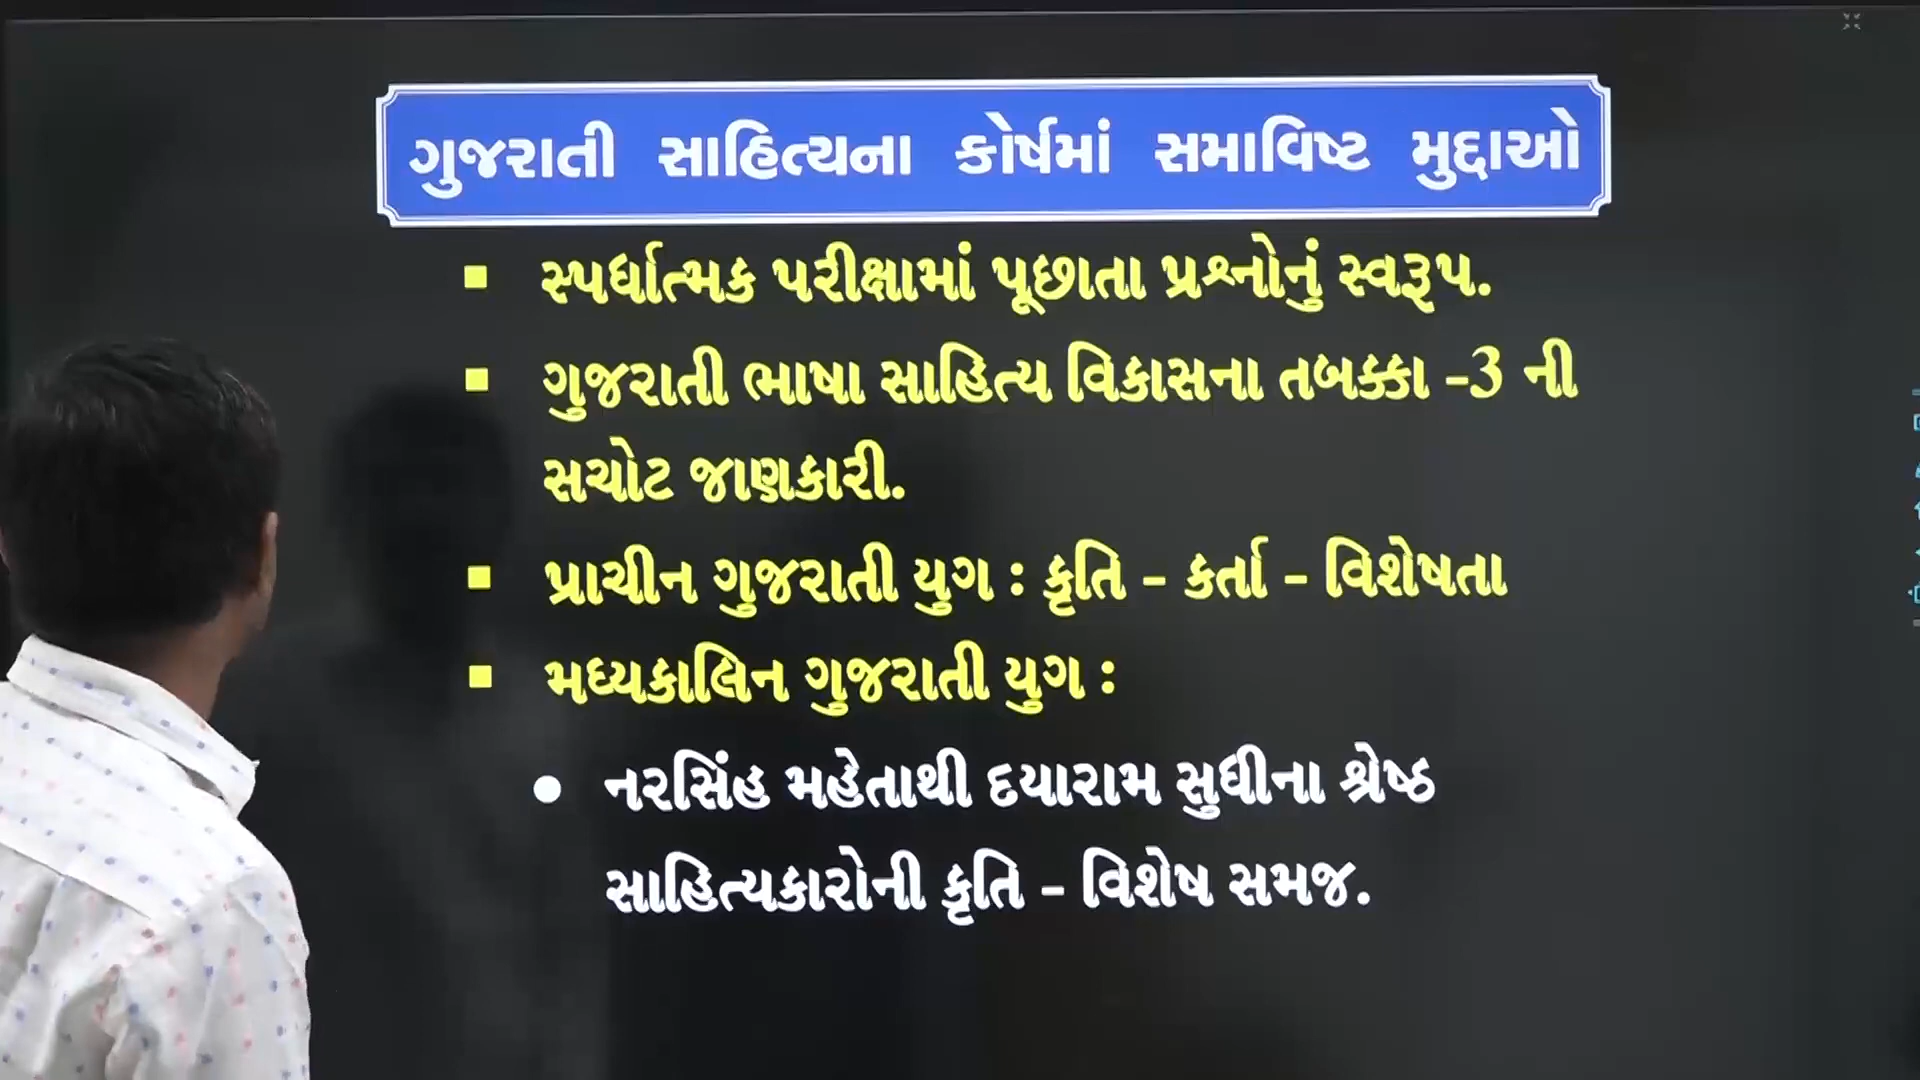 ગુજરાતી સાહિત્યના કોર્ષમાં સમાવિષ્ટ મુદ્દાઓ
▪ સ્પર્ધાત્મક પરીક્ષામાં પૂછાતા પ્રશ્નોનું સ્વરૂપ.
▪ ગુજરાતી ભાષા સાહિત્ય વિકાસના તબક્કા -3 ની
સચોટ જાણકારી.
▪ પ્રાચીન ગુજરાતી યુગ : કૃતિ - કર્તા - વિશેષતા
▪ મધ્યકાલિન ગુજરાતી યુગ :
• નરસિંહ મહેતાથી દયારામ સુધીના શ્રેષ્ઠ
સાહિત્યકારોની કૃતિ - વિશેષ સમજ.